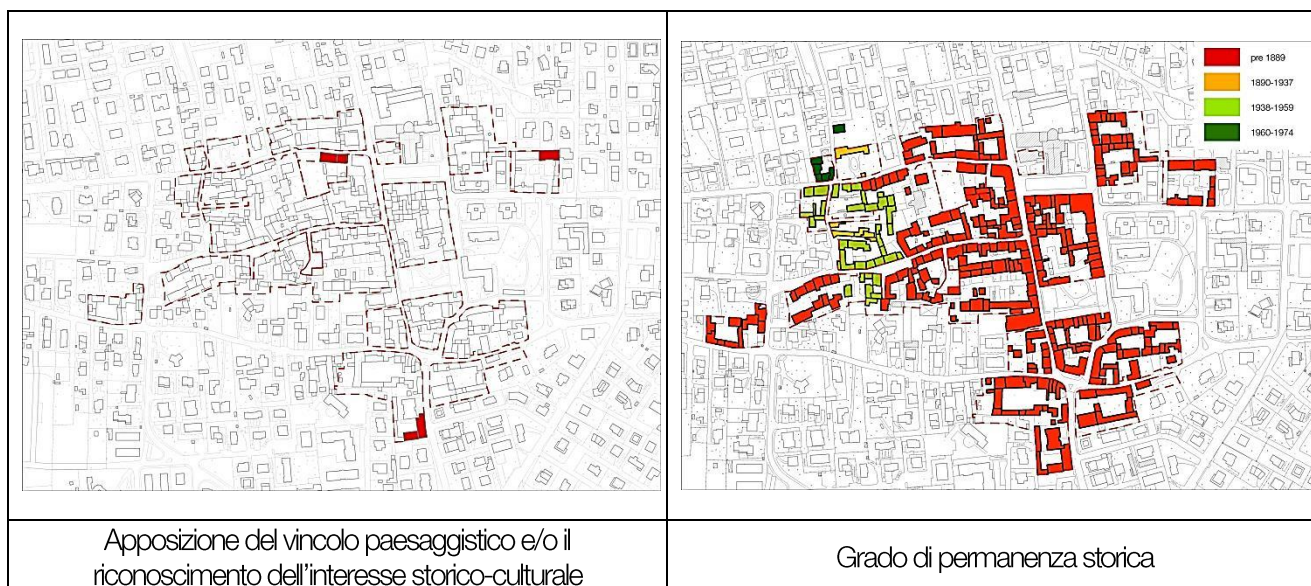 pre 1889
1890-1937
1938-1959
1960-1974
Apposizione del vincolo paesaggistico e/o il
riconoscimento dell'interesse storico-culturale
Grado di permanenza storica